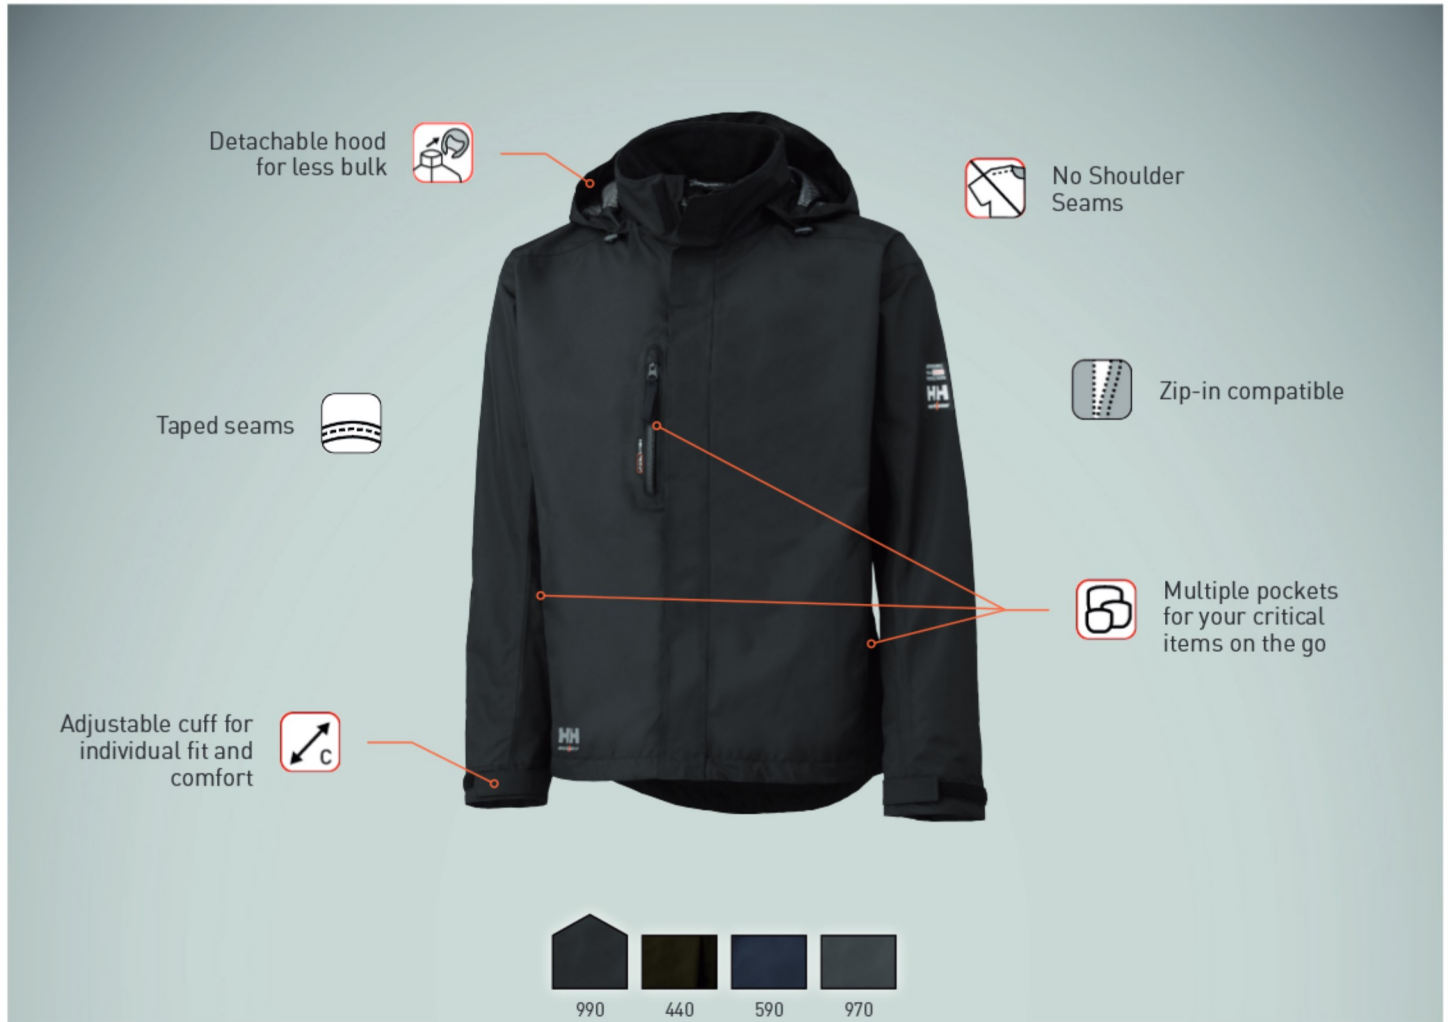 Detachable hood
for less bulk
No Shoulder
Seams
Taped seams
HH
Zip-in compatible
Multiple pockets
for your critical
items on the go
Adjustable cuff for
individual fit and
comfort
C
HH
990
440
590
970